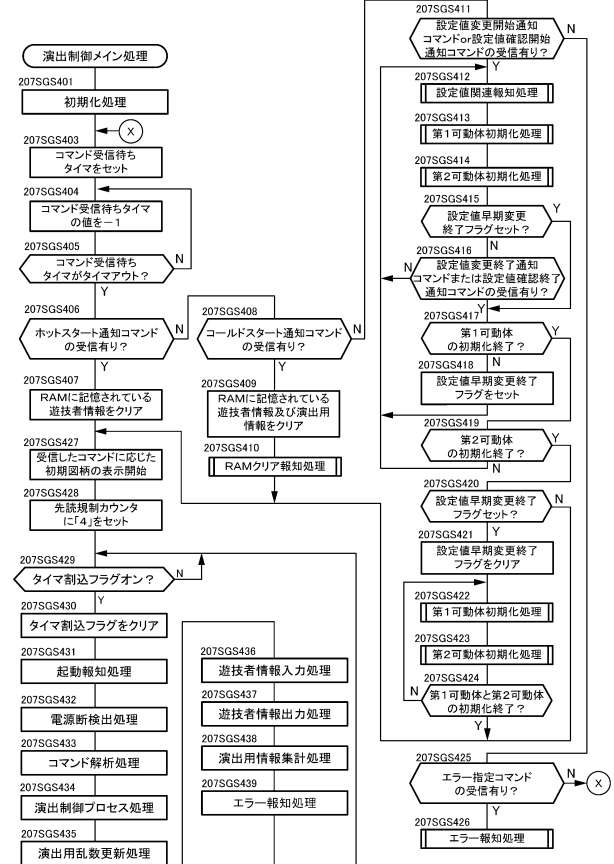 演出制御メイン処理
207SGS401
初期化処理
X
207SGS403
コマンド受信待ち
タイマをセット
207SGS404
コマンド受信待ちタイマ
の値を－1
207SGS405
コマンド受信待ち
タイマがタイマアウト？
N
Y
207SGS406
ホットスタート通知コマンド
の受信有り？
N
Y
207SGS407
RAMに記憶されている
遊技者情報をクリア
207SGS427
受信したコマンドに応じた
初期図柄の表示開始
207SGS428
先読規制カウンタ
に「4」をセット
207SGS429
タイマ割込フラグオン？
N
Y
207SGS430
タイマ割込フラグをクリア
207SGS431
起動報知処理
207SGS432
電源断検出処理
207SGS433
コマンド解析処理
207SGS434
演出制御プロセス処理
207SGS435
演出用乱数更新処理
207SGS408
コールドスタート通知コマンド
の受信有り？
N
Y
207SGS409
RAMに記憶されている
遊技者情報及び演出用
情報をクリア
207SGS410
RAMクリア報知処理
207SGS436
遊技者情報入力処理
207SGS437
遊技者情報出力処理
207SGS438
演出用情報集計処理
207SGS439
エラー報知処理
207SGS411
設定値変更開始通知
コマンドor設定値確認開始
通知コマンドの受信有り？
N
Y
207SGS412
設定値関連報知処理
207SGS413
第1可動体初期化処理
207SGS414
第2可動体初期化処理
207SGS415
設定値早期変更
終了フラグセット？
Y
N
207SGS416
設定値変更終了通知
コマンドまたは設定値確認終了
通知コマンドの受信有り？
N
Y
207SGS417
第1可動体
の初期化終了？
Y
N
207SGS418
設定値早期変更終了
フラグをセット
207SGS419
第2可動体
の初期化終了？
Y
N
207SGS420
設定値早期変更終了
フラグセット？
N
Y
207SGS421
設定値早期変更終了
フラグをクリア
207SGS422
第1可動体初期化処理
207SGS423
第2可動体初期化処理
207SGS424
第1可動体と第2可動体
の初期化終了？
N
Y
207SGS425
エラー指定コマンド
の受信有り？
N
X
Y
207SGS426
エラー報知処理